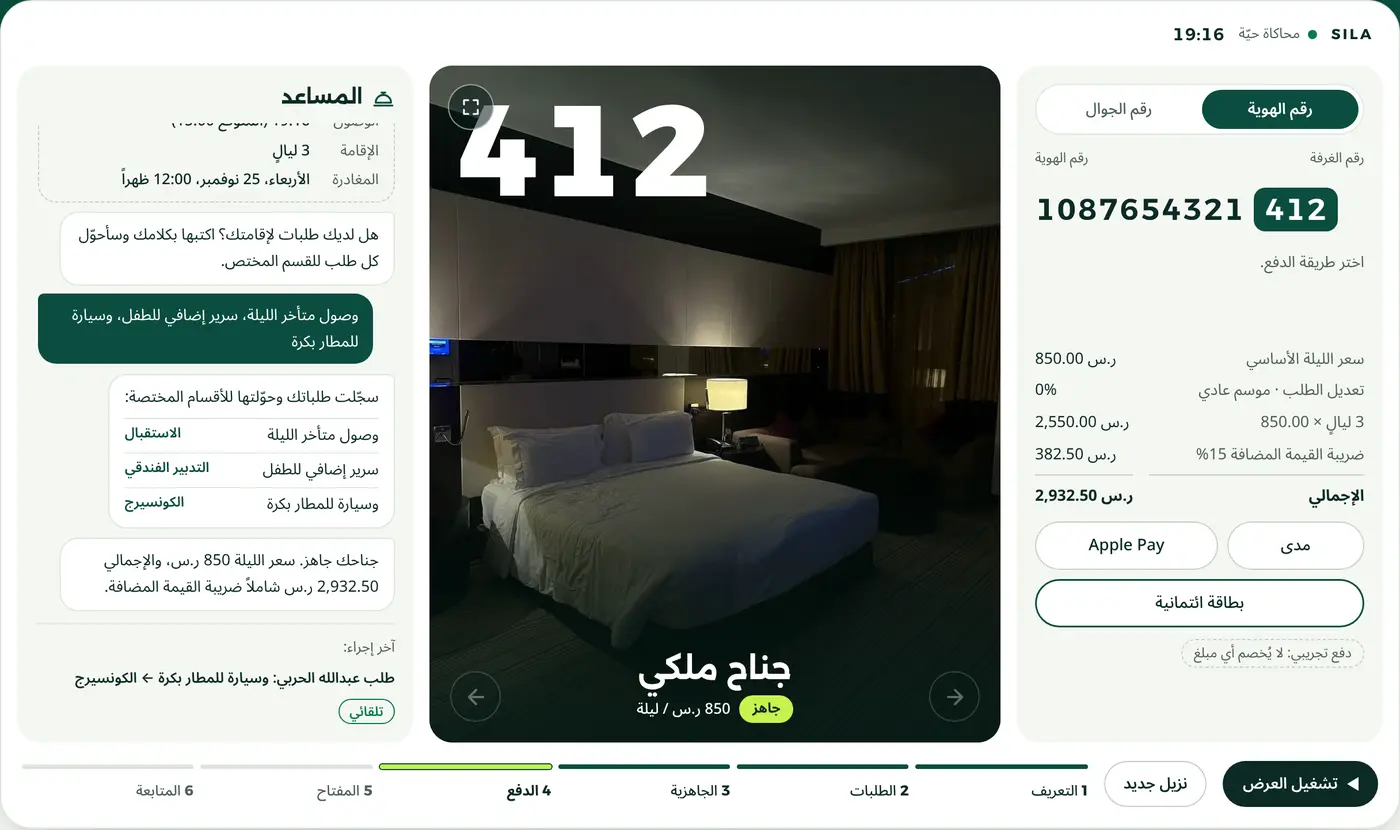 SILA محاكاة حيّة 19:16
رقم الهوية
رقم الجوال
رقم الغرفة
رقم الهوية
412
1087654321
اختر طريقة الدفع.
سعر الليلة الأساسي 850.00 ر.س
تعديل الطلب · موسم عادي 0%
3 ليالٍ × 850.00 2,550.00 ر.س
ضريبة القيمة المضافة 15% 382.50 ر.س
الإجمالي 2,932.50 ر.س
مدى
Apple Pay
بطاقة ائتمانية
دفع تجريبي: لا يُخصم أي مبلغ
412
جناح ملكي
جاهز 850 ر.س / ليلة
المساعد
الإقامة 3 ليالٍ
المغادرة الأربعاء، 25 نوفمبر، 12:00 ظهراً
هل لديك طلبات لإقامتك؟ اكتبها بكلامك وسأحوّل
كل طلب للقسم المختص.
وصول متأخر الليلة، سرير إضافي للطفل، وسيارة
للمطار بكرة
سجّلت طلباتك وحوّلتها للأقسام المختصة:
وصول متأخر الليلة الاستقبال
سرير إضافي للطفل التدبير الفندقي
وسيارة للمطار بكرة الكونسيرج
جناحك جاهز. سعر الليلة 850 ر.س، والإجمالي
2,932.50 ر.س شاملاً ضريبة القيمة المضافة.
آخر إجراء:
طلب عبدالله الحربي: وسيارة للمطار بكرة ← الكونسيرج
تلقائي
تشغيل العرض
نزيل جديد
1 التعريف
2 الطلبات
3 الجاهزية
4 الدفع
5 المفتاح
6 المتابعة